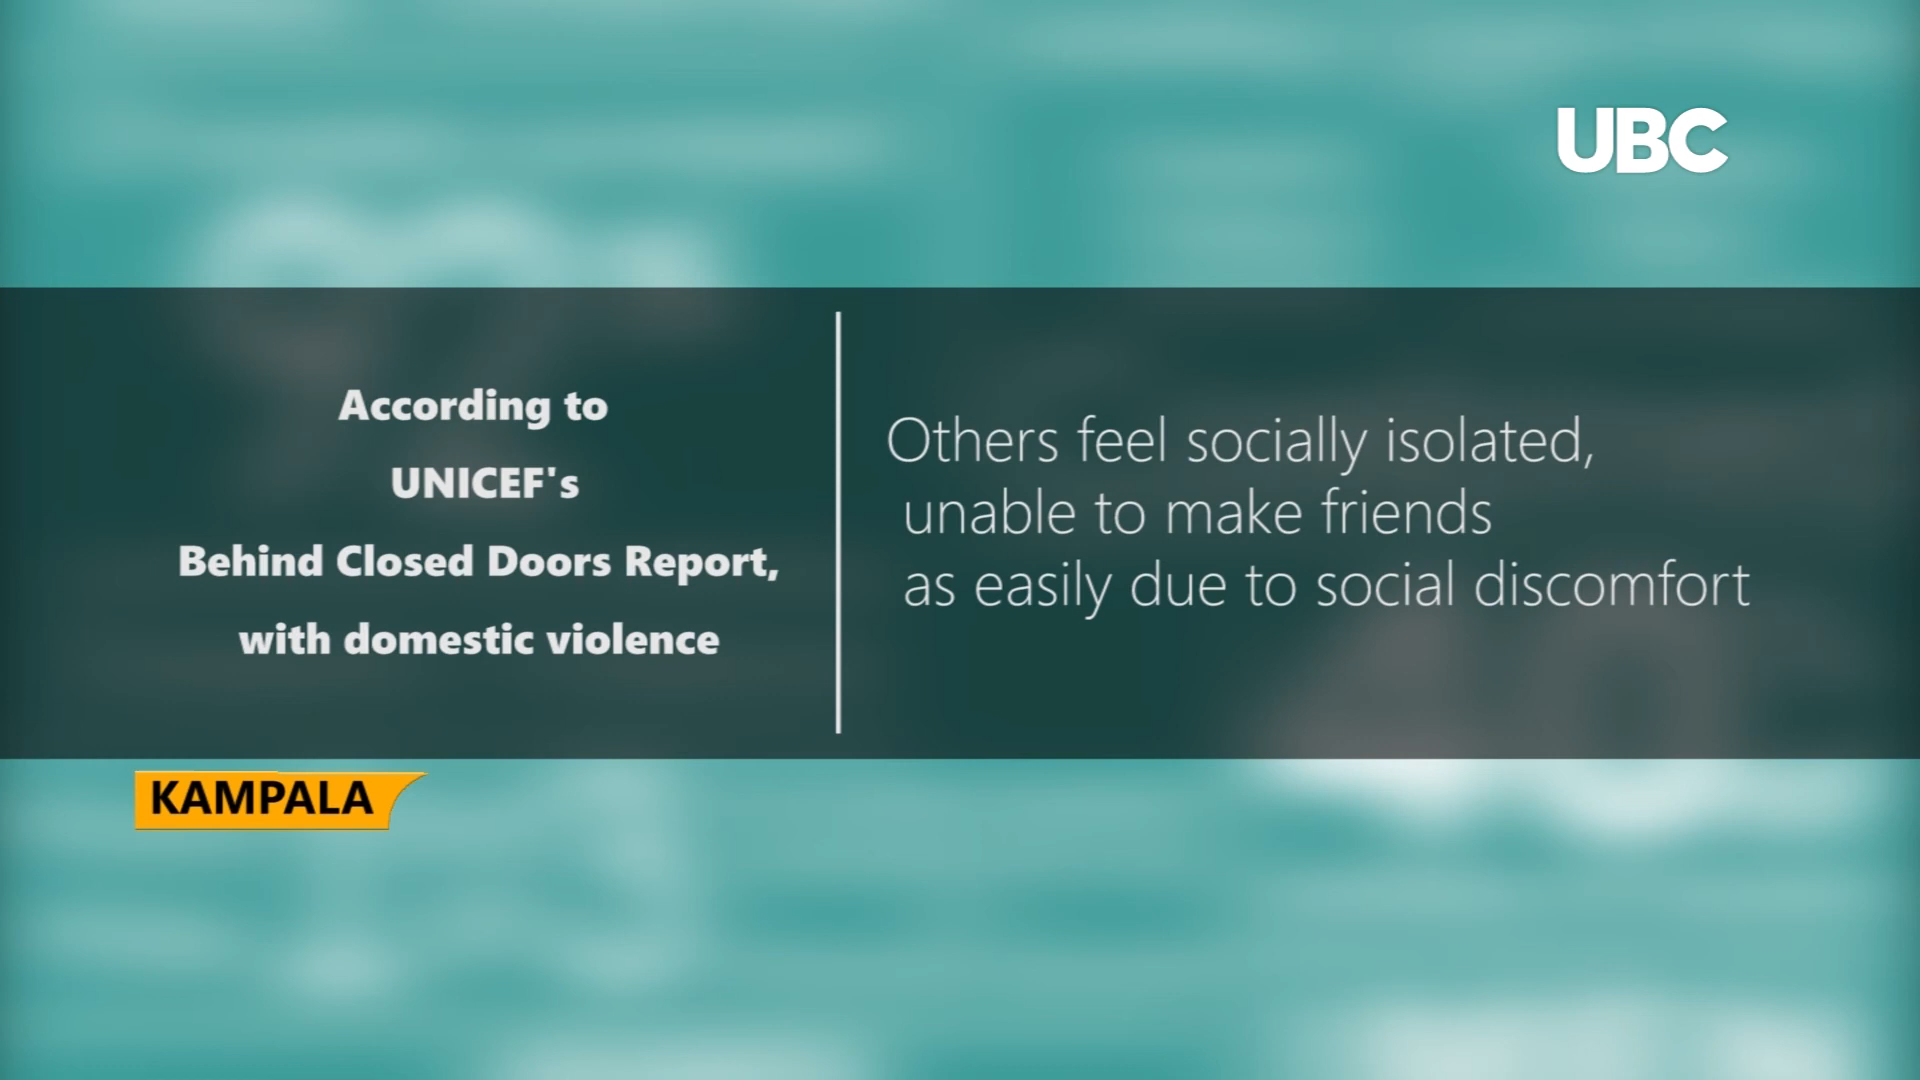 UBC
According to
UNICEF's
Behind Closed Doors Report,
with domestic violence
Others feel socially isolated,
unable to make friends
as easily due to social discomfort
KAMPALA